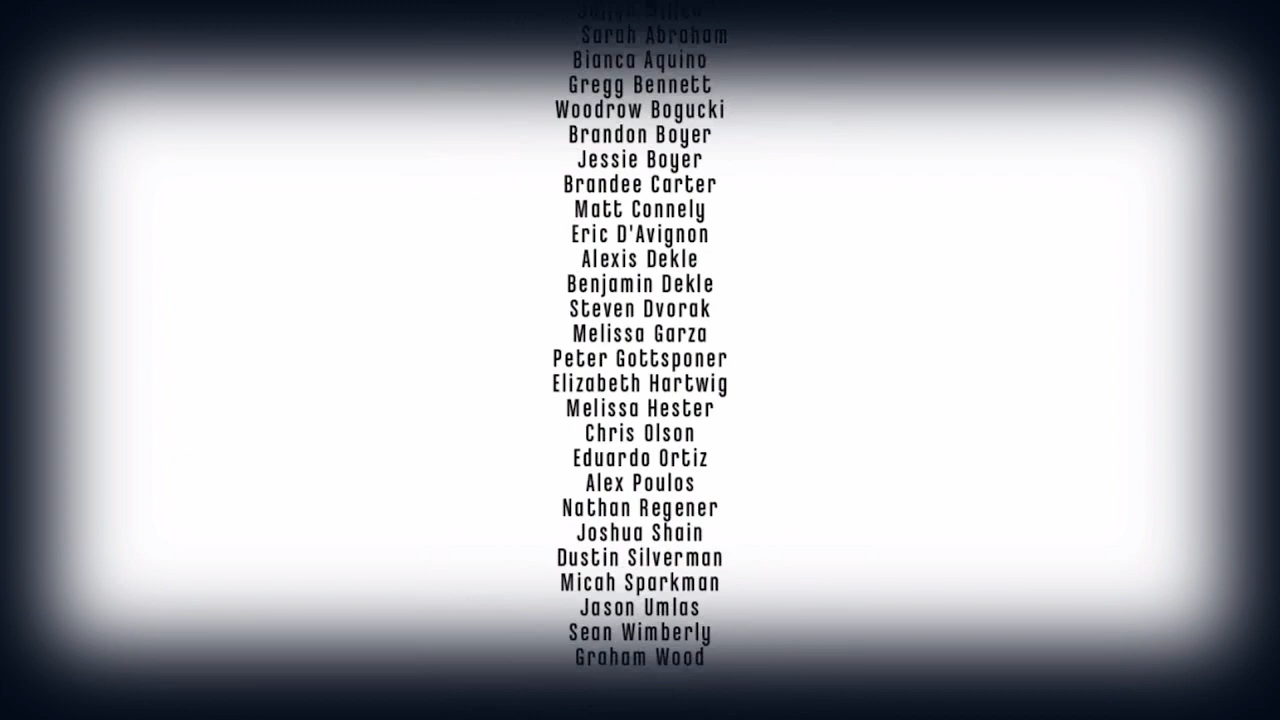 Sarah Abraham
Bianca Aquino
Gregg Bennett
Woodrow Bogucki
Brandon Boyer
Jessie Boyer
Brandee Carter
Matt Connely
Eric D'Avignon
Alexis Dekle
Benjamin Dekle
Steven Dvorak
Melissa Garza
Peter Gottsponer
Elizabeth Hartwig
Melissa Hester
Chris Olson
Eduardo Ortiz
Alex Poulos
Nathan Regener
Joshua Shain
Dustin Silverman
Micah Sparkman
Jason Umlas
Sean Wimberly
Graham Wood